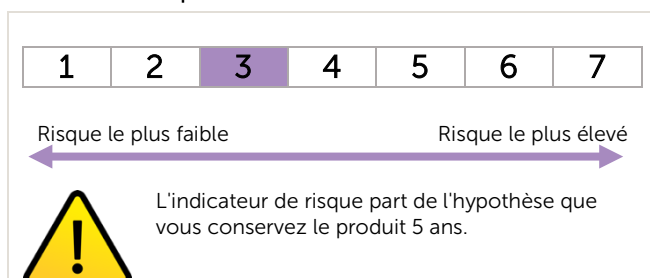 1 2 3 4 5 6 7
Risque le plus faible Risque le plus élevé
L'indicateur de risque part de l'hypothèse que
vous conservez le produit 5 ans.